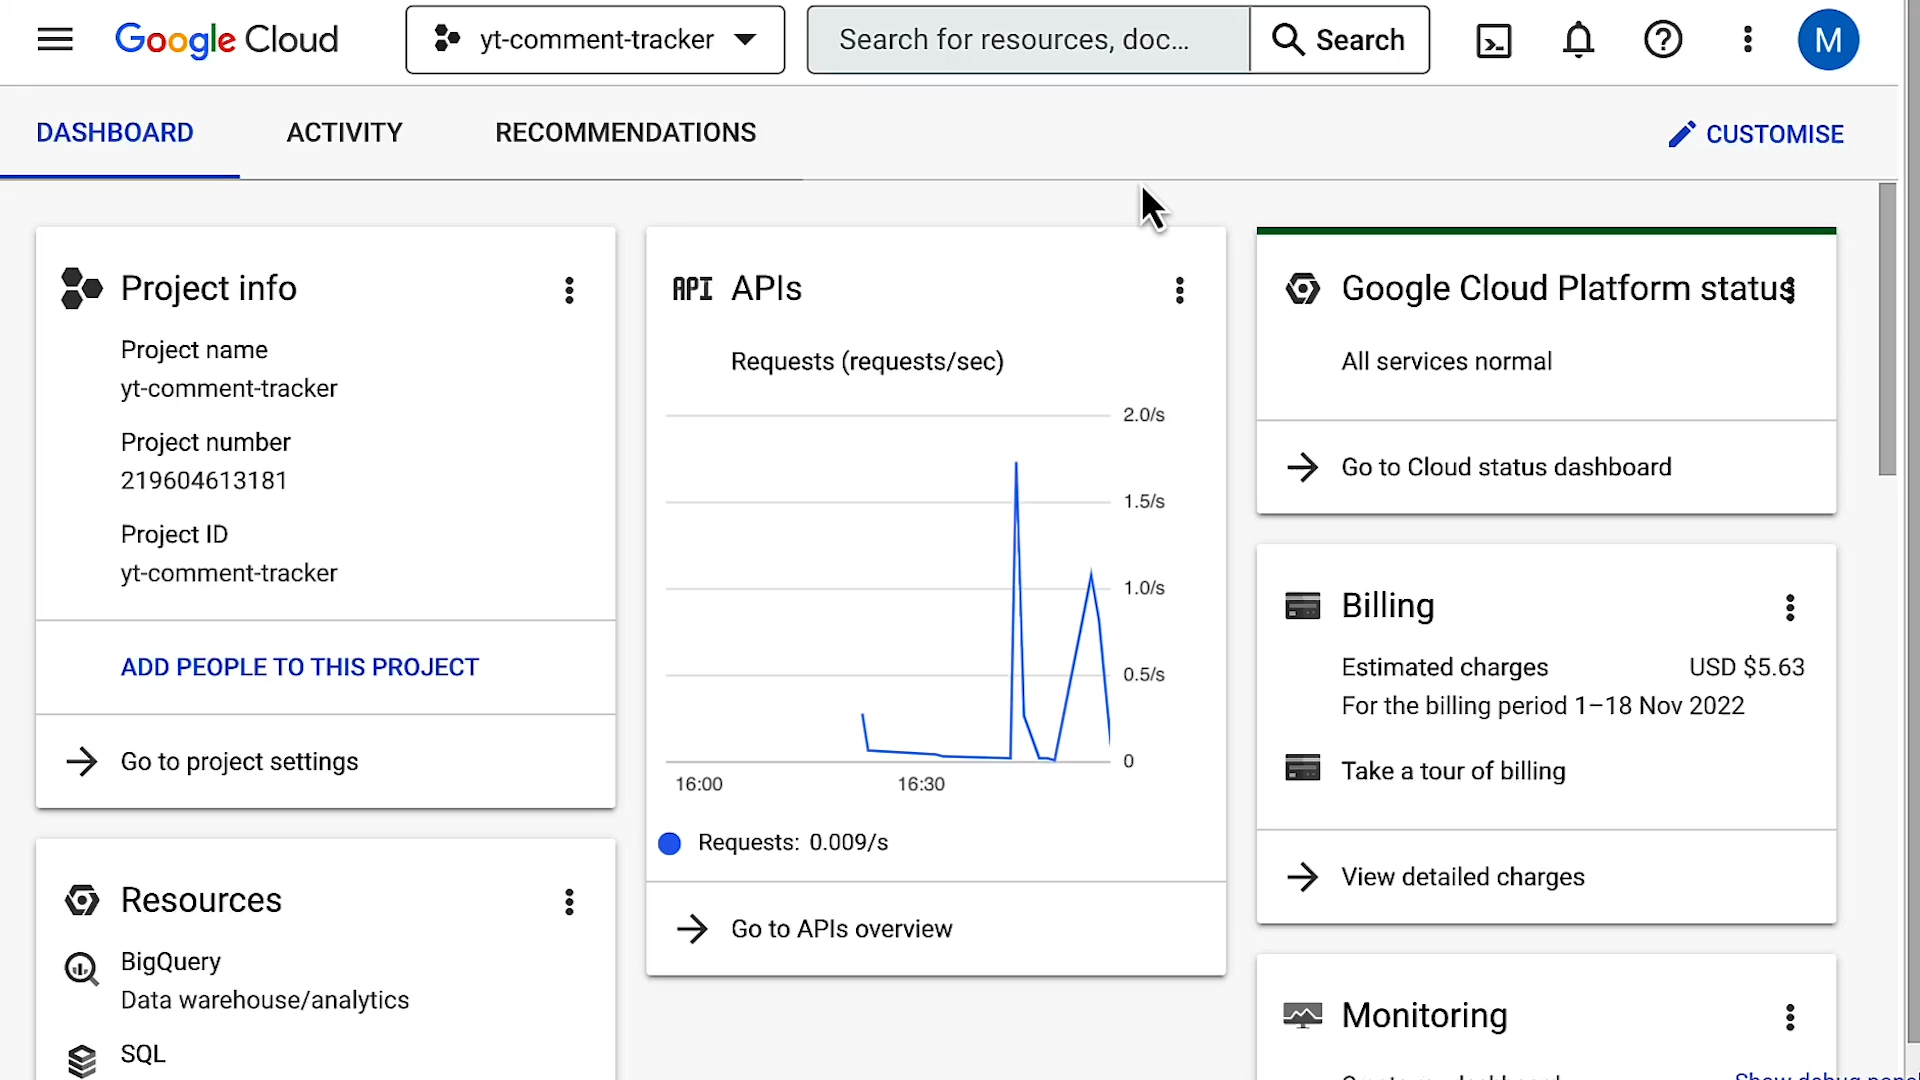 Google Cloud
yt-comment-tracker
Search for resources, doc...
Search
M
DASHBOARD
ACTIVITY
RECOMMENDATIONS
CUSTOMISE
Project info
Project name
yt-comment-tracker
Project number
219604613181
Project ID
yt-comment-tracker
ADD PEOPLE TO THIS PROJECT
Go to project settings
Resources
BigQuery
Data warehouse/analytics
SQL
API APIs
Requests (requests/sec)
2.0/s
1.5/s
1.0/s
0.5/s
0
16:00
16:30
Requests: 0.009/s
Go to APIs overview
Google Cloud Platform status
All services normal
Go to Cloud status dashboard
Billing
Estimated charges USD $5.63
For the billing period 1–18 Nov 2022
Take a tour of billing
View detailed charges
Monitoring
Show debug panel